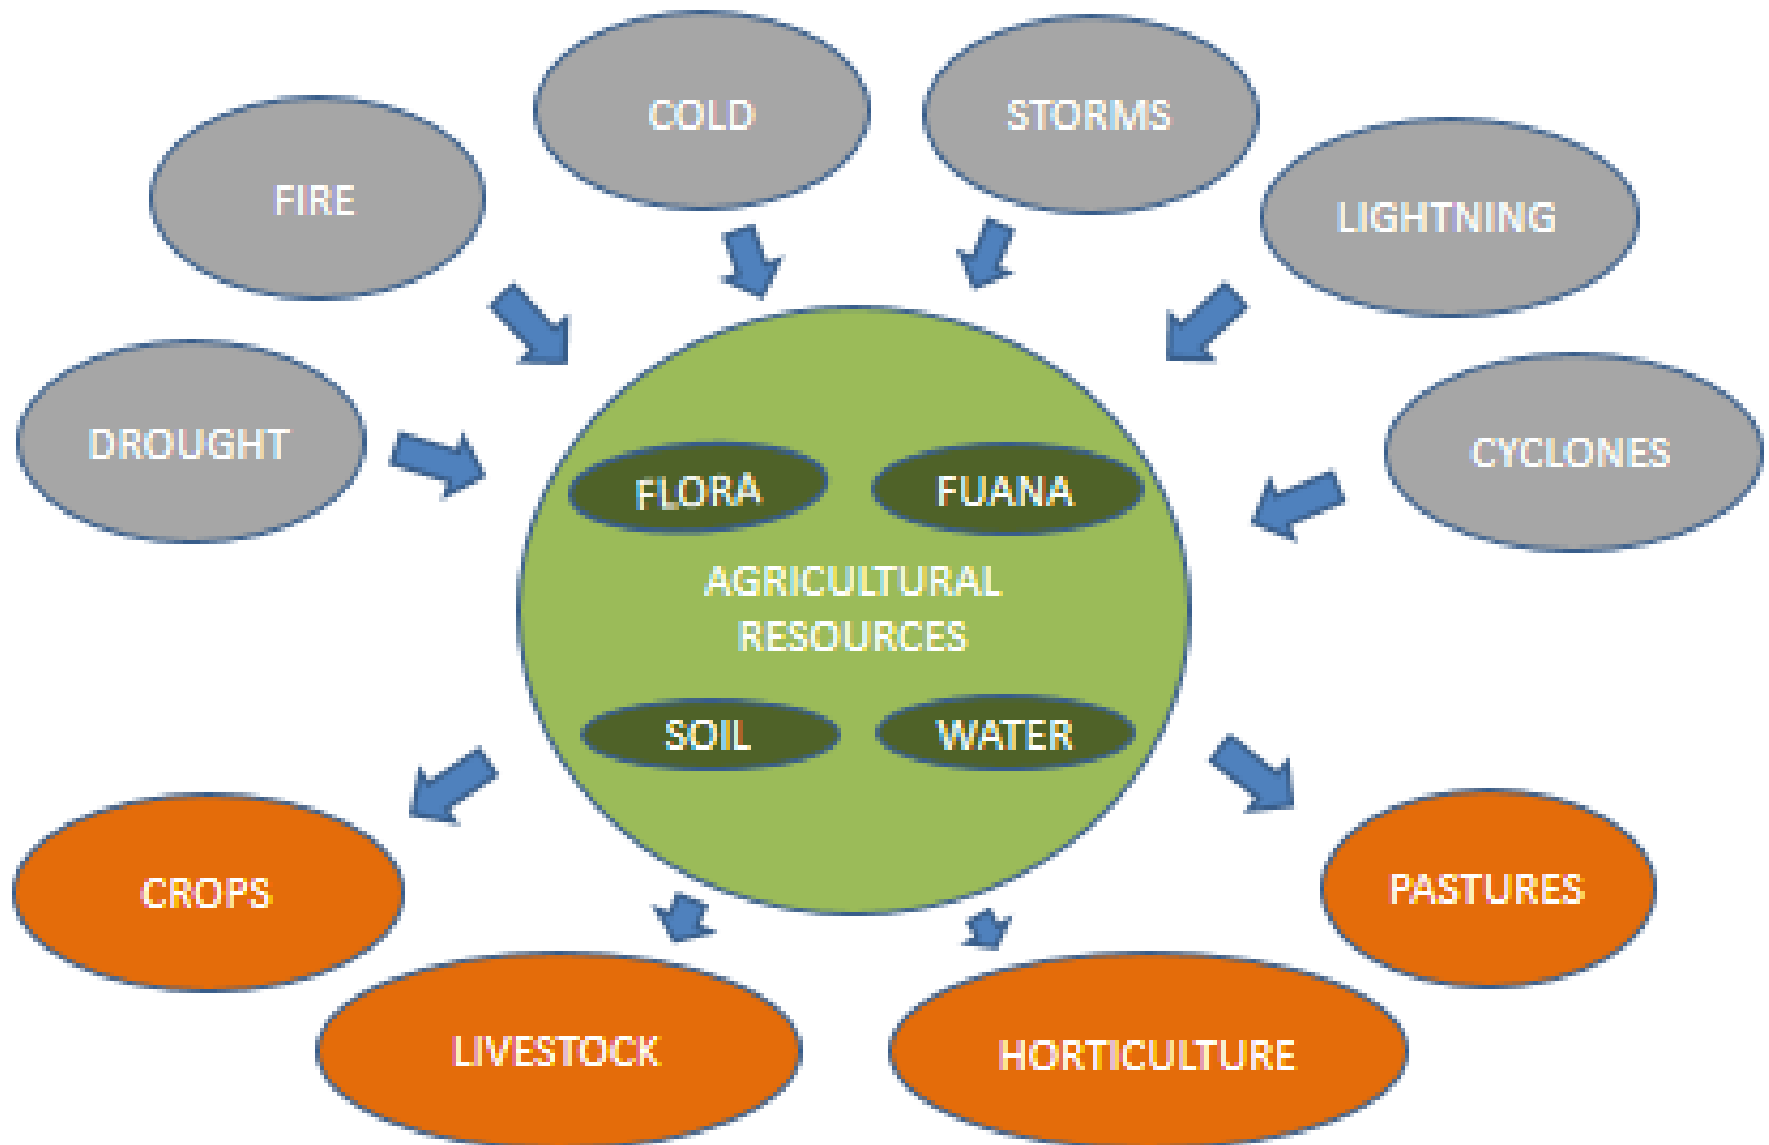 COLD
STORMS
FIRE
LIGHTNING
DROUGHT
CYCLONES
FLORA
FUANA
AGRICULTURAL
RESOURCES
SOIL
WATER
CROPS
PASTURES
LIVESTOCK
HORTICULTURE